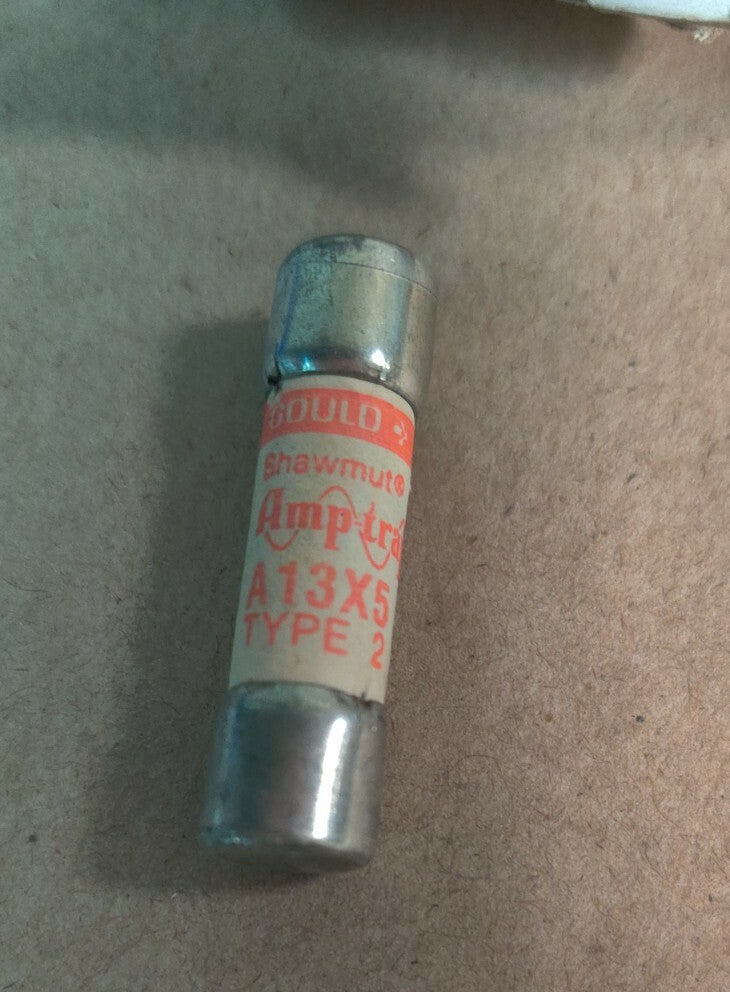 GOULD
Shawmut®
Amp-tra
A13X5
TYPE 2